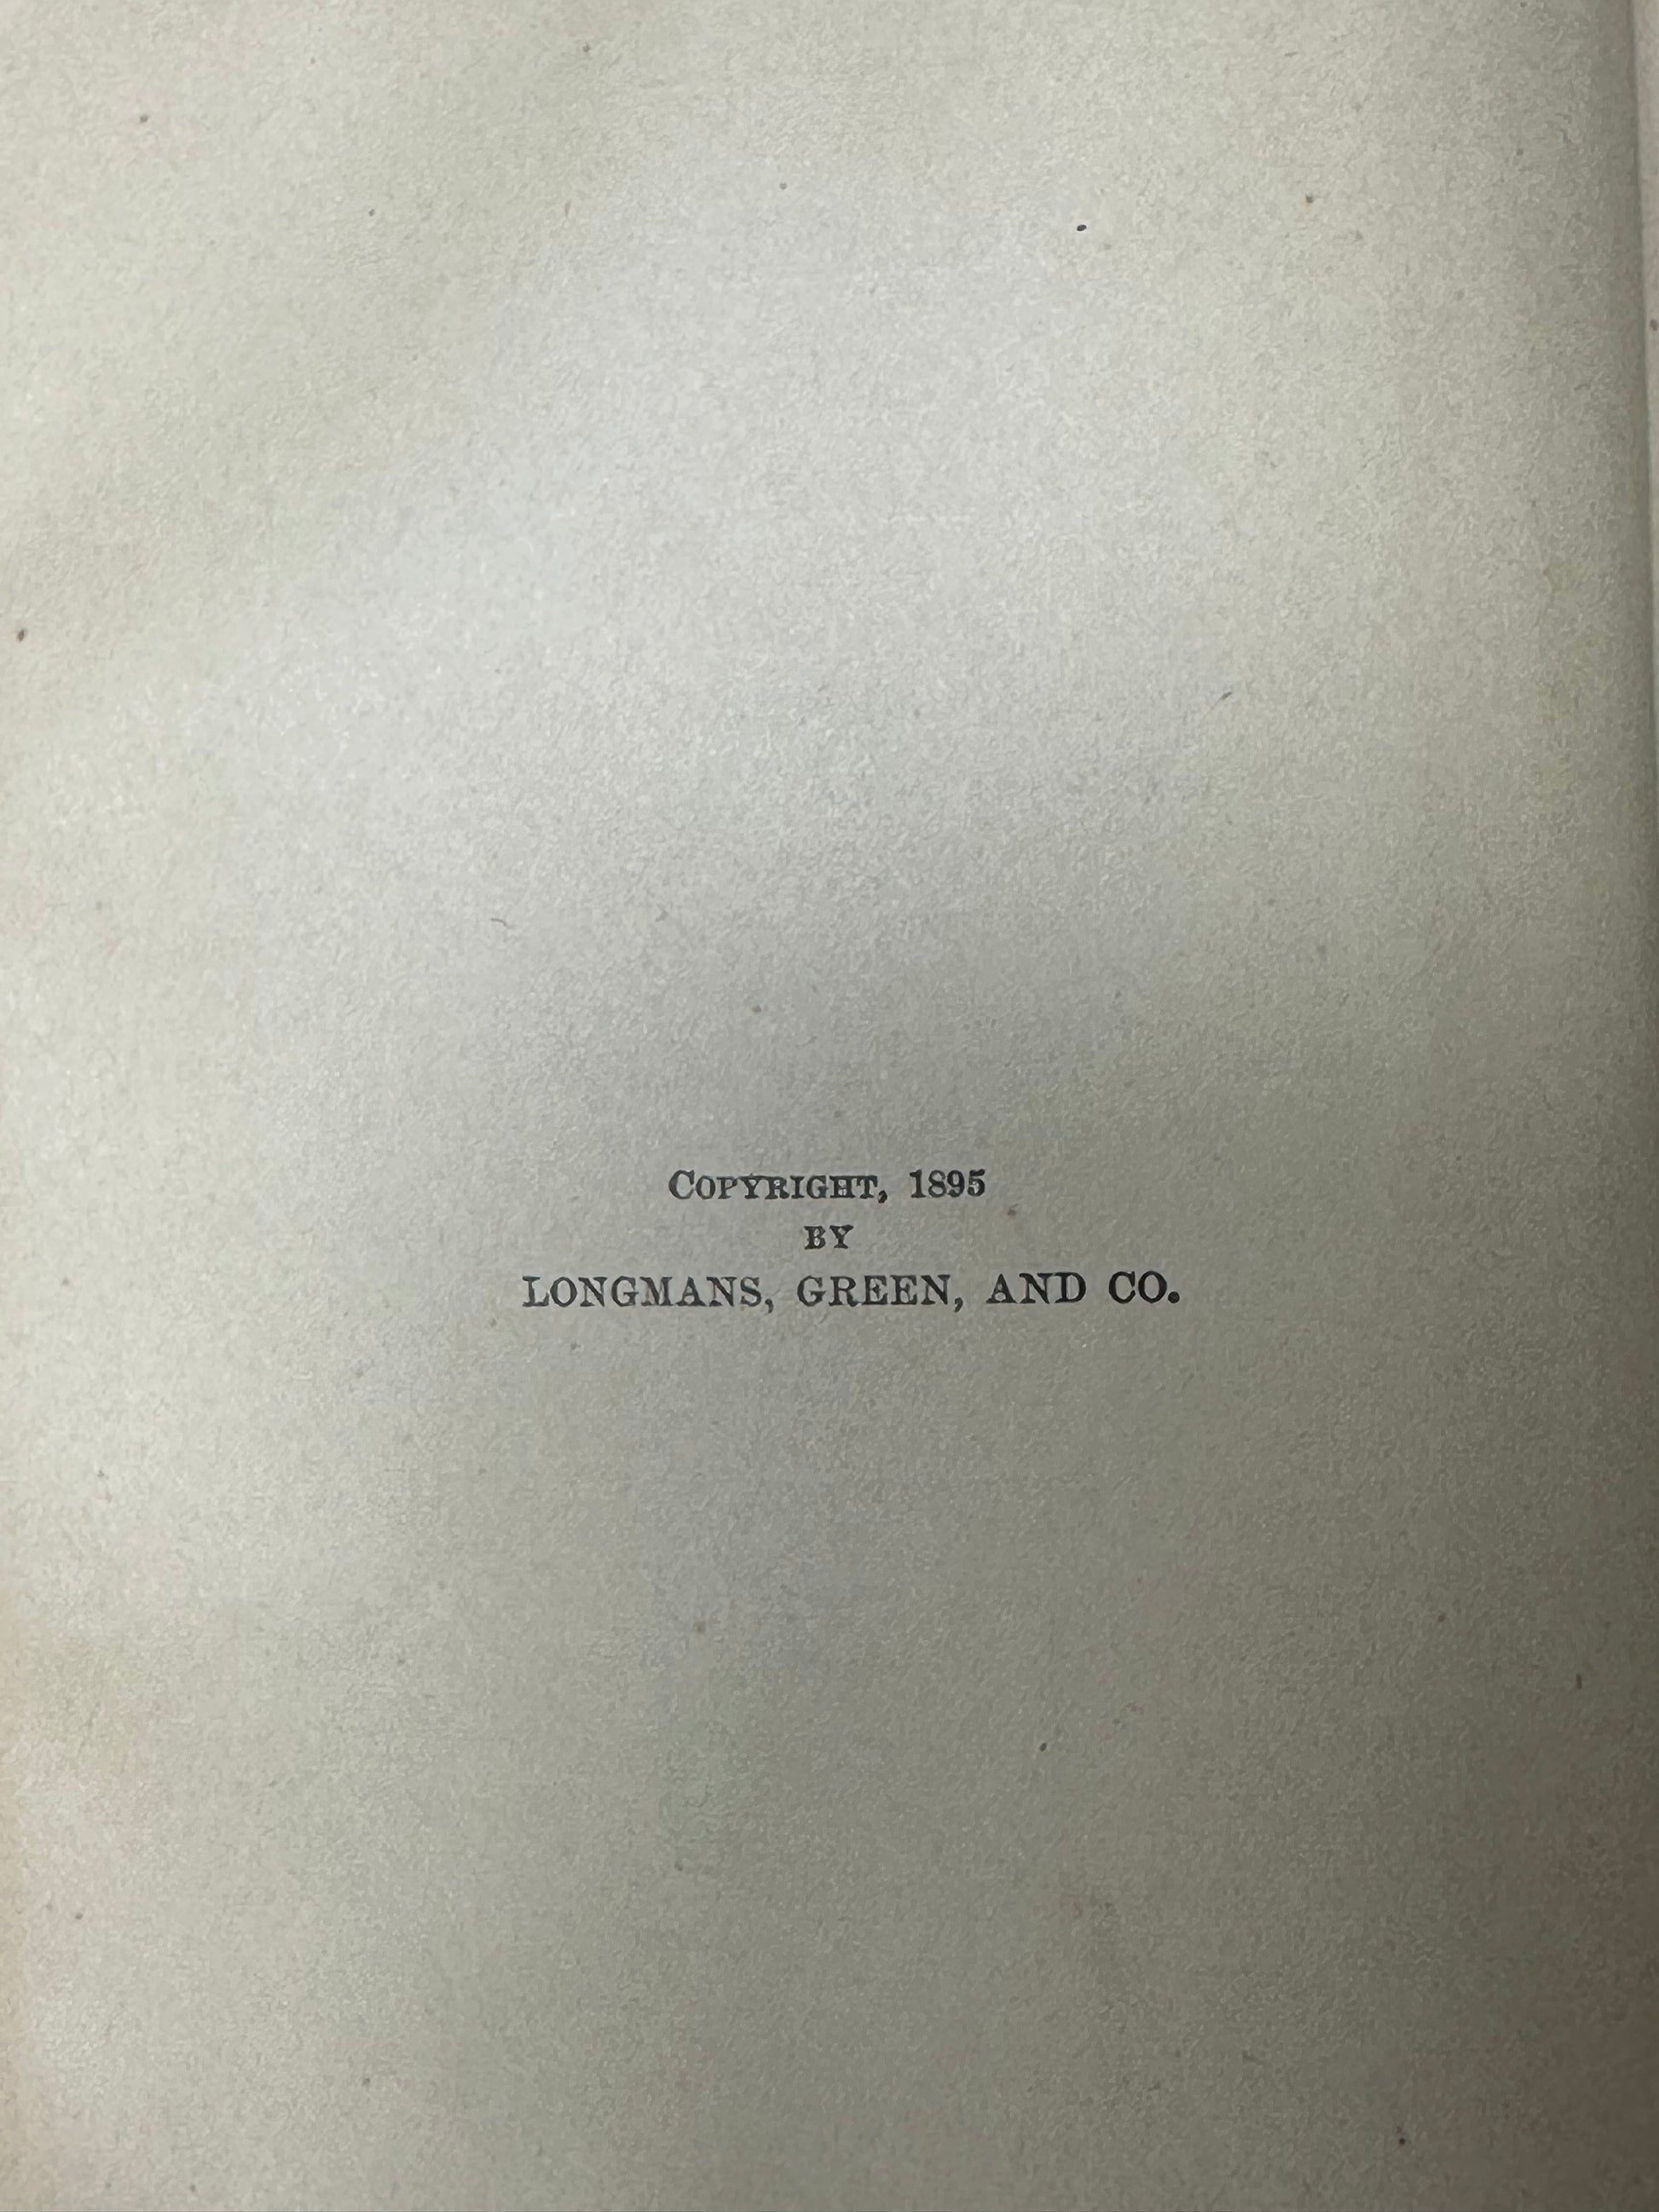 COPYRIGHT, 1895
BY
LONGMANS, GREEN, AND CO.